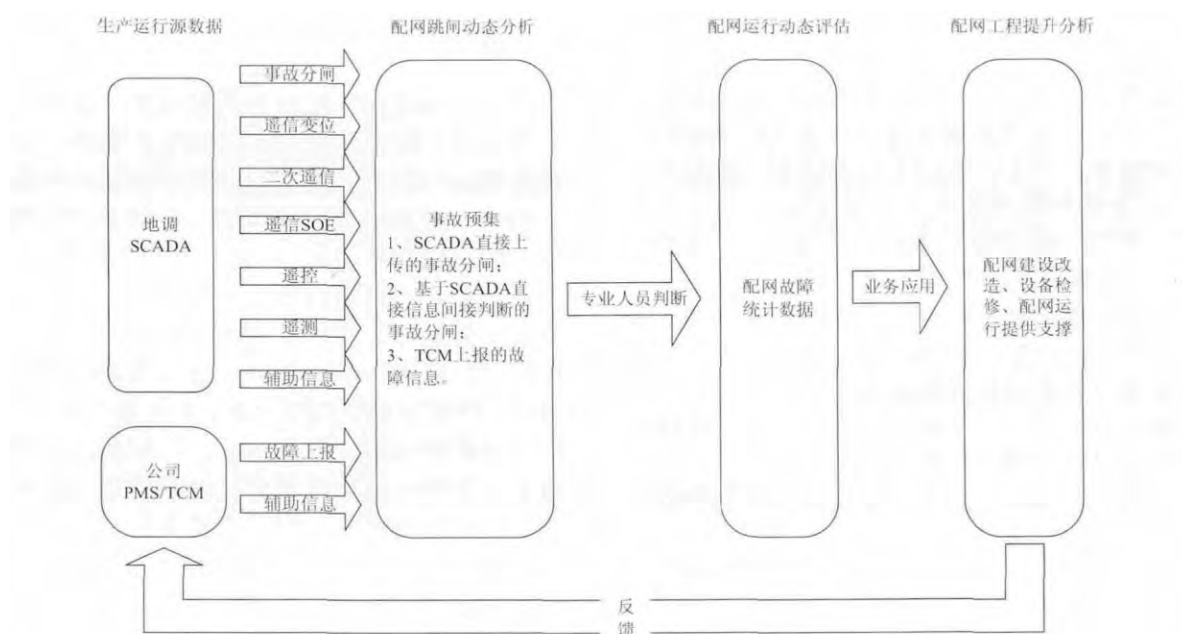 生产运行源数据
配网跳闸动态分析
配网运行动态评估
配网工程提升分析
地调
SCADA
事故分闸
遥信变位
二次遥信
遥信SOE
遥控
遥测
辅助信息
公司
PMS/TCM
故障上报
辅助信息
事故预集
1、SCADA直接上
传的事故分闸;
2、基于SCADA直
接信息间接判断的
事故分闸;
3、TCM上报的故
障信息。
专业人员判断
配网故障
统计数据
业务应用
配网建设改
造、设备检
修、配网运
行提供支撑
反
馈